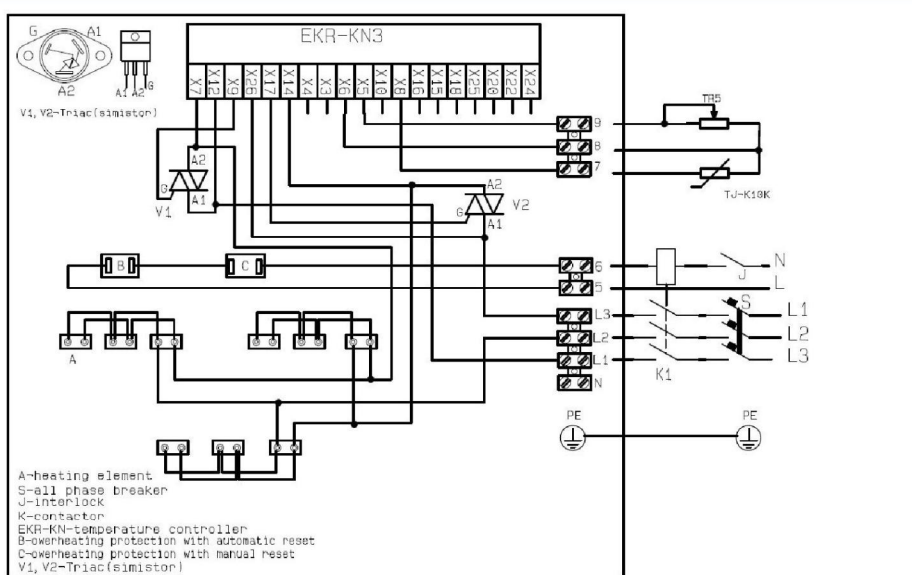 EKR-KN3
G A1
A2
A1 A2 G
V1, V2-Triac(simistor)
X7 X12 X9 X26 X17 X14 X4 X3 X6 X5 X10 X8 X16 X15 X18 X25 X20 X22 X24
TR5
9
8
7
TJ-K10K
A2
G
A1
V1
A2
G
A1
V2
B
C
6
5
J
N
L
S
L3
L2
L1
N
L1
L2
L3
K1
A
PE
PE
A-heating element
S-all phase breaker
J-interlock
K-contactor
EKR-KN-temperature controller
B-owerheating protection with automatic reset
C-owerheating protection with manual reset
V1, V2-Triac(simistor)